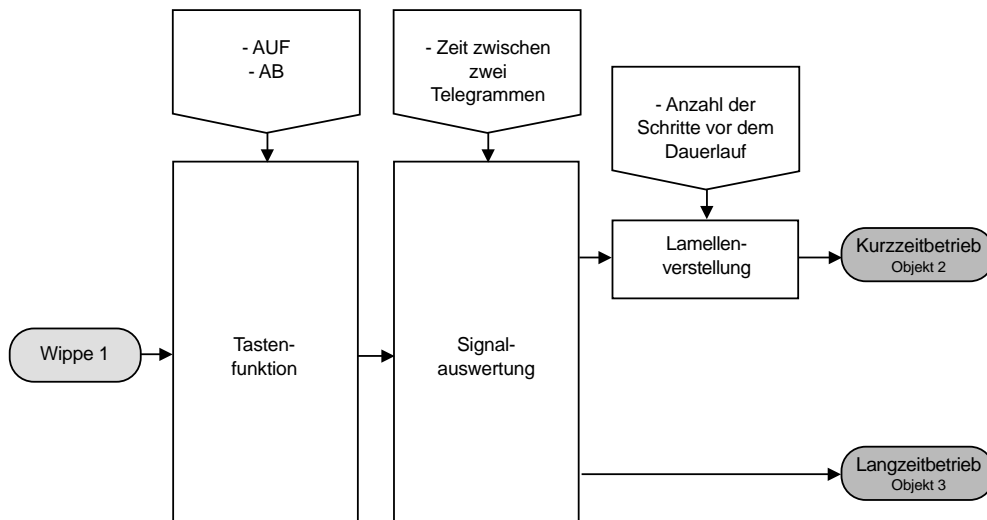 - AUF
- AB
- Zeit zwischen
zwei
Telegrammen
- Anzahl der
Schritte vor dem
Dauerlauf
Lamellen-
verstellung
Kurzzeitbetrieb
Objekt 2
Wippe 1
Tasten-
funktion
Signal-
auswertung
Langzeitbetrieb
Objekt 3